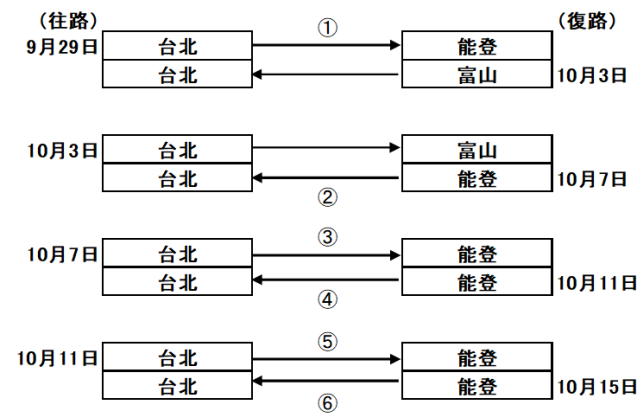 (往路) (復路)
①
9月29日 台北 能登
台北 富山 10月3日
10月3日 台北 富山
台北 能登 10月7日
②
③
10月7日 台北 能登
台北 能登 10月11日
④
⑤
10月11日 台北 能登
台北 能登 10月15日
⑥